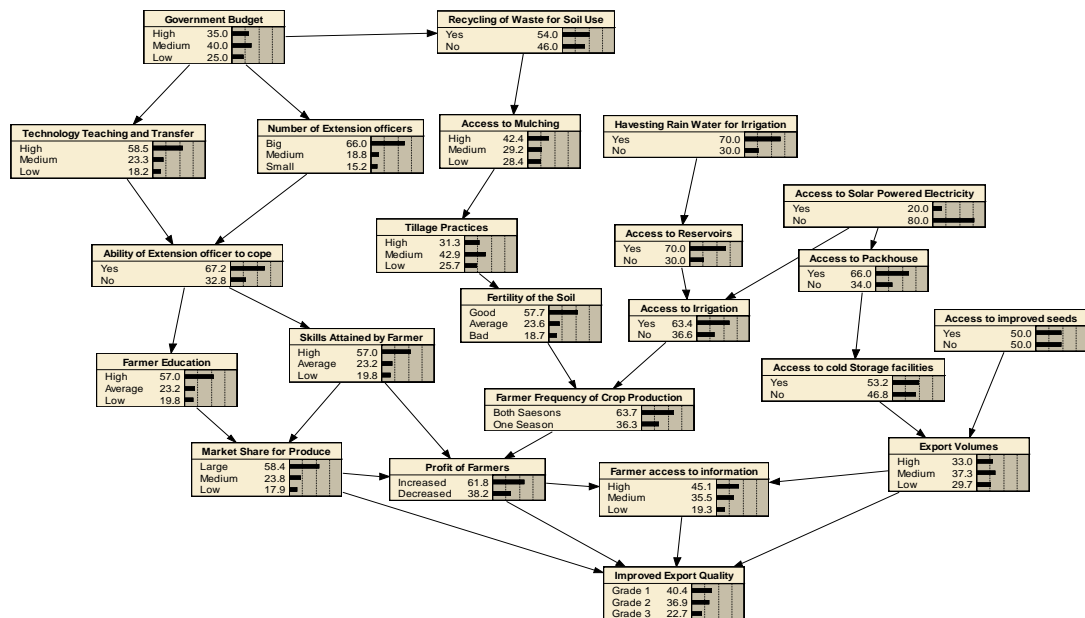 Government Budget
High 35.0
Medium 40.0
Low 25.0
Recycling of Waste for Soil Use
Yes 54.0
No 46.0
Technology Teaching and Transfer
High 58.5
Medium 23.3
Low 18.2
Number of Extension officers
Big 66.0
Medium 18.8
Small 15.2
Access to Mulching
High 42.4
Medium 29.2
Low 28.4
Havesting Rain Water for Irrigation
Yes 70.0
No 30.0
Access to Solar Powered Electricity
Yes 20.0
No 80.0
Ability of Extension officer to cope
Yes 67.2
No 32.8
Tillage Practices
High 31.3
Medium 42.9
Low 25.7
Access to Reservoirs
Yes 70.0
No 30.0
Access to Packhouse
Yes 66.0
No 34.0
Fertility of the Soil
Good 57.7
Average 23.6
Bad 18.7
Access to Irrigation
Yes 63.4
No 36.6
Access to improved seeds
Yes 50.0
No 50.0
Farmer Education
High 57.0
Average 23.2
Low 19.8
Skills Attained by Farmer
High 57.0
Average 23.2
Low 19.8
Farmer Frequency of Crop Production
Both Saesons 63.7
One Season 36.3
Access to cold Storage facilities
Yes 53.2
No 46.8
Market Share for Produce
Large 58.4
Medium 23.8
Low 17.9
Profit of Farmers
Increased 61.8
Decreased 38.2
Farmer access to information
High 45.1
Medium 35.5
Low 19.3
Export Volumes
High 33.0
Medium 37.3
Low 29.7
Improved Export Quality
Grade 1 40.4
Grade 2 36.9
Grade 3 22.7